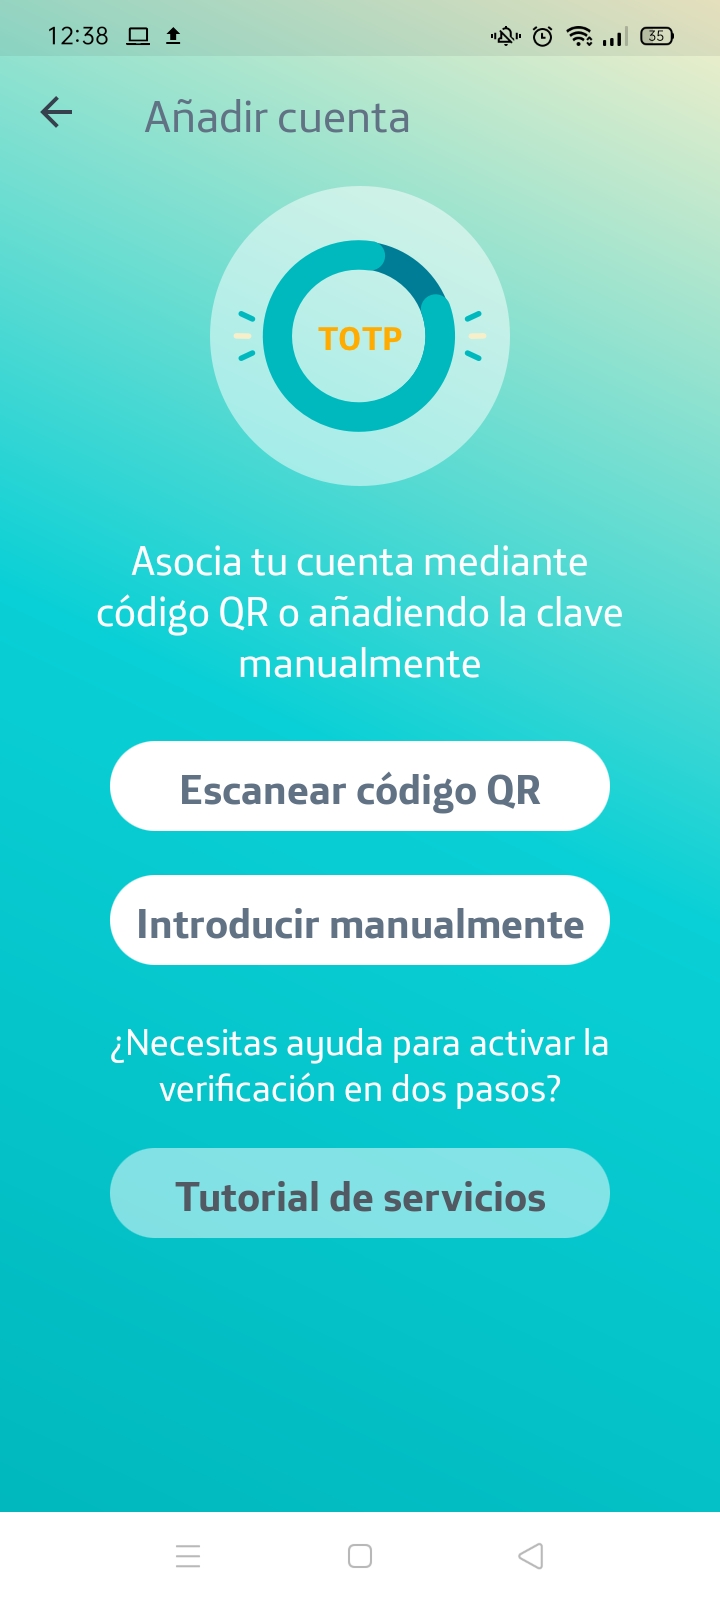 12:38
35
Añadir cuenta
TOTP
Asocia tu cuenta mediante
código QR o añadiendo la clave
manualmente
Escanear código QR
Introducir manualmente
¿Necesitas ayuda para activar la
verificación en dos pasos?
Tutorial de servicios